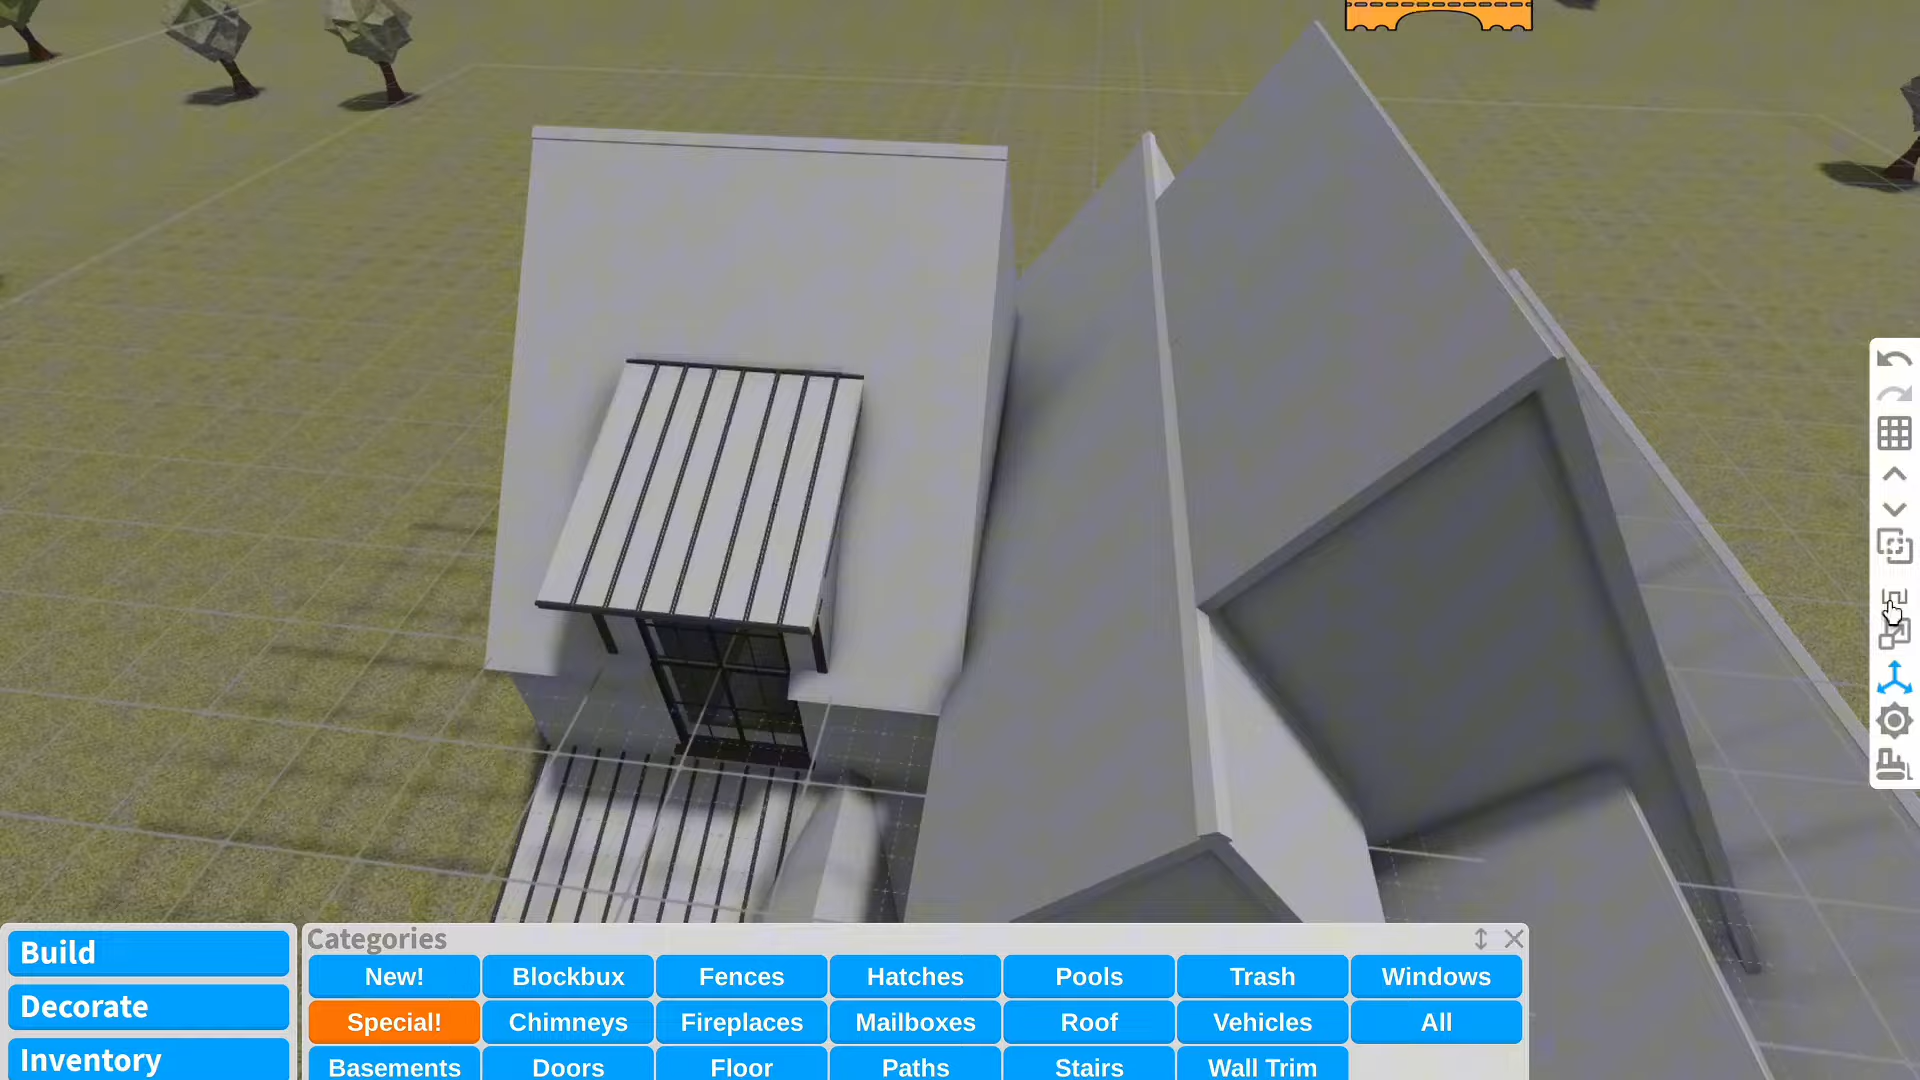 Build
Decorate
Inventory
Categories
New! Blockbux Fences Hatches Pools Trash Windows
Special! Chimneys Fireplaces Mailboxes Roof Vehicles All
Basements Doors Floor Paths Stairs Wall Trim